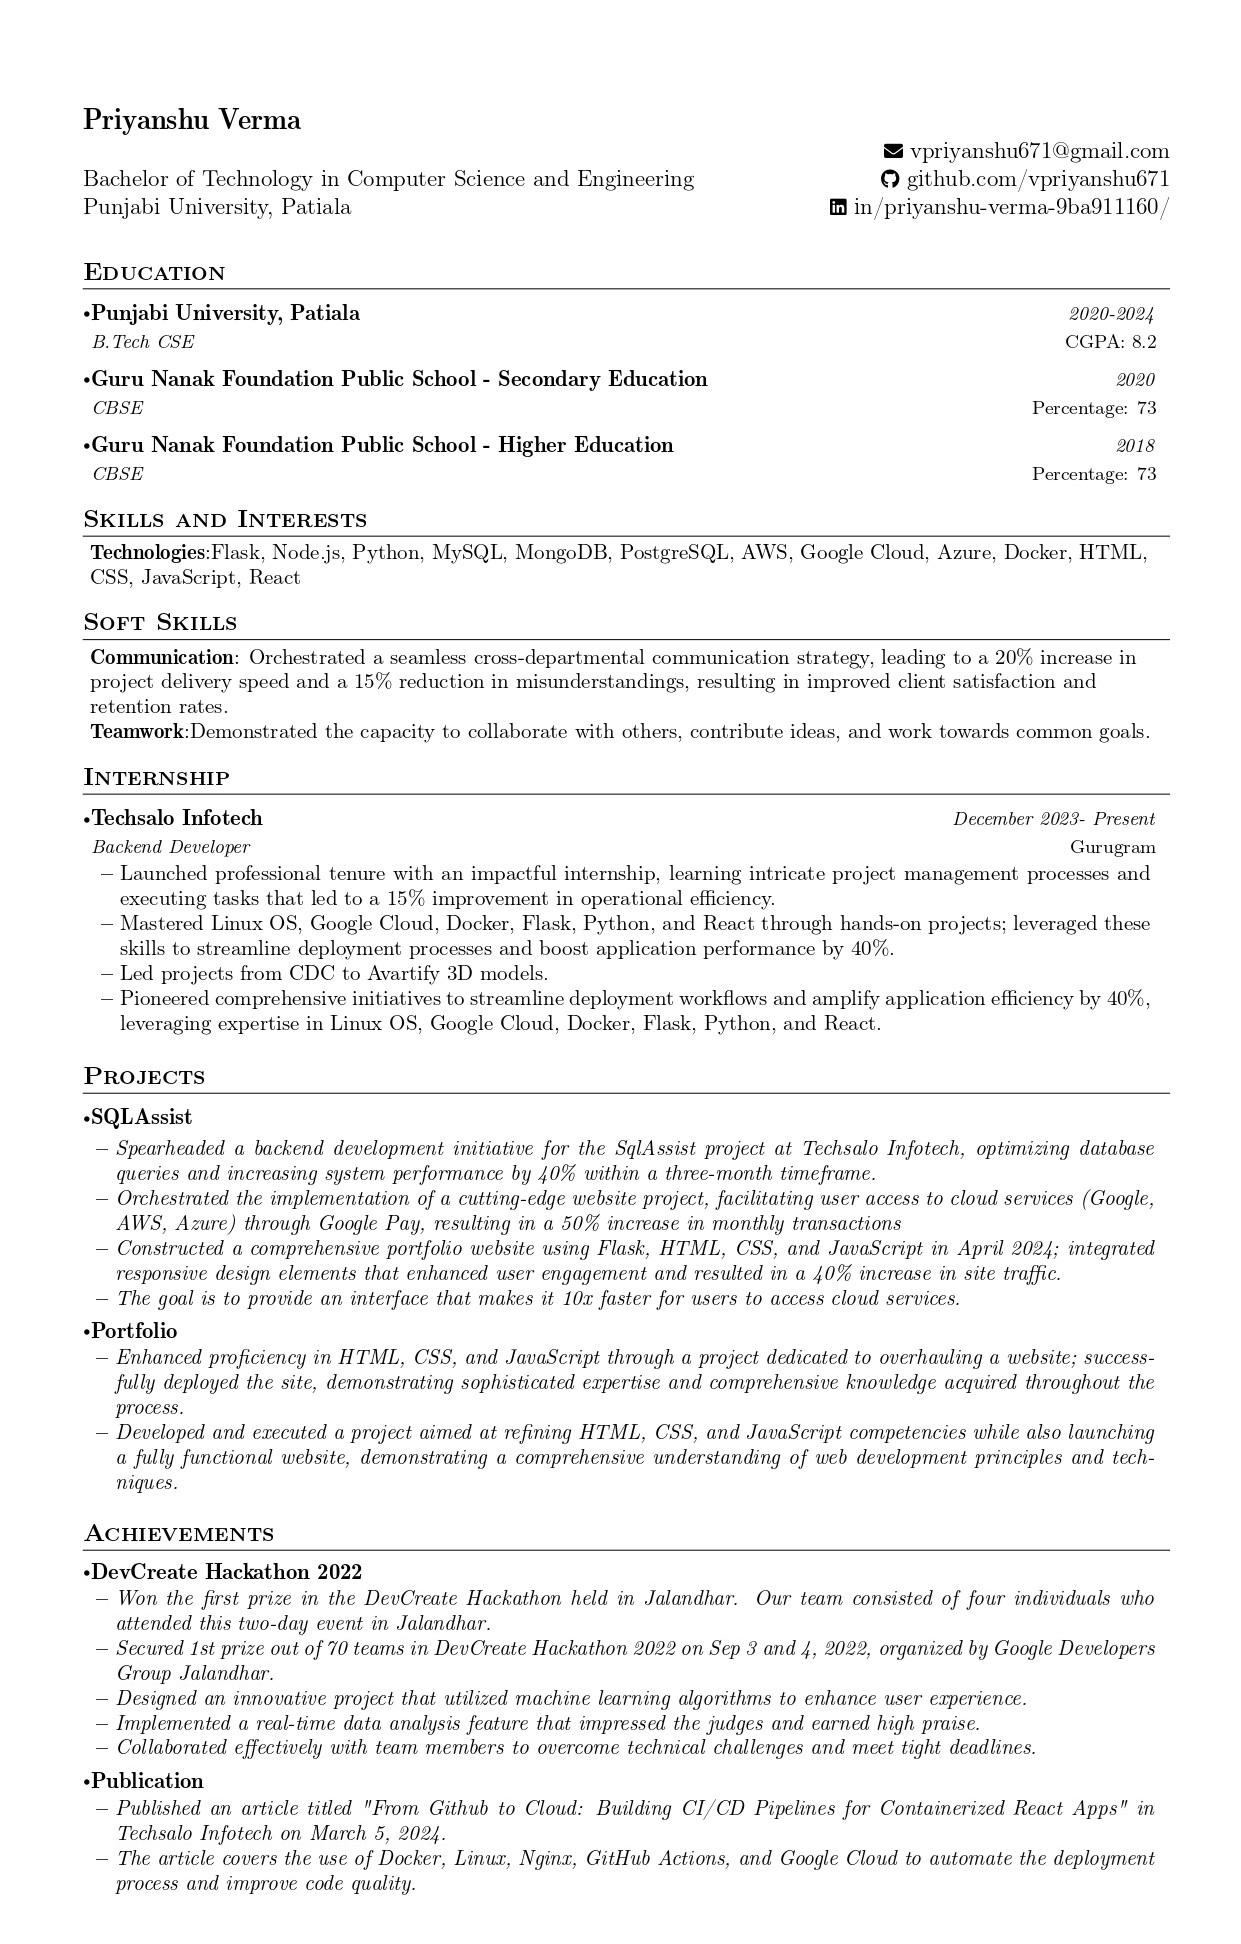 Priyanshu Verma
vpriyanshu671@gmail.com
Bachelor of Technology in Computer Science and Engineering github.com/vpriyanshu671
Punjabi University, Patiala in/priyanshu-verma-9ba911160/
Education
•Punjabi University, Patiala 2020-2024
B.Tech CSE CGPA: 8.2
•Guru Nanak Foundation Public School - Secondary Education 2020
CBSE Percentage: 73
•Guru Nanak Foundation Public School - Higher Education 2018
CBSE Percentage: 73
Skills and Interests
Technologies:Flask, Node.js, Python, MySQL, MongoDB, PostgreSQL, AWS, Google Cloud, Azure, Docker, HTML,
CSS, JavaScript, React
Soft Skills
Communication: Orchestrated a seamless cross-departmental communication strategy, leading to a 20% increase in
project delivery speed and a 15% reduction in misunderstandings, resulting in improved client satisfaction and
retention rates.
Teamwork:Demonstrated the capacity to collaborate with others, contribute ideas, and work towards common goals.
Internship
•Techsalo Infotech December 2023- Present
Backend Developer Gurugram
– Launched professional tenure with an impactful internship, learning intricate project management processes and
executing tasks that led to a 15% improvement in operational efficiency.
– Mastered Linux OS, Google Cloud, Docker, Flask, Python, and React through hands-on projects; leveraged these
skills to streamline deployment processes and boost application performance by 40%.
– Led projects from CDC to Avartify 3D models.
– Pioneered comprehensive initiatives to streamline deployment workflows and amplify application efficiency by 40%,
leveraging expertise in Linux OS, Google Cloud, Docker, Flask, Python, and React.
Projects
•SQLAssist
– Spearheaded a backend development initiative for the SqlAssist project at Techsalo Infotech, optimizing database
queries and increasing system performance by 40% within a three-month timeframe.
– Orchestrated the implementation of a cutting-edge website project, facilitating user access to cloud services (Google,
AWS, Azure) through Google Pay, resulting in a 50% increase in monthly transactions
– Constructed a comprehensive portfolio website using Flask, HTML, CSS, and JavaScript in April 2024; integrated
responsive design elements that enhanced user engagement and resulted in a 40% increase in site traffic.
– The goal is to provide an interface that makes it 10x faster for users to access cloud services.
•Portfolio
– Enhanced proficiency in HTML, CSS, and JavaScript through a project dedicated to overhauling a website; success-
fully deployed the site, demonstrating sophisticated expertise and comprehensive knowledge acquired throughout the
process.
– Developed and executed a project aimed at refining HTML, CSS, and JavaScript competencies while also launching
a fully functional website, demonstrating a comprehensive understanding of web development principles and tech-
niques.
Achievements
•DevCreate Hackathon 2022
– Won the first prize in the DevCreate Hackathon held in Jalandhar. Our team consisted of four individuals who
attended this two-day event in Jalandhar.
– Secured 1st prize out of 70 teams in DevCreate Hackathon 2022 on Sep 3 and 4, 2022, organized by Google Developers
Group Jalandhar.
– Designed an innovative project that utilized machine learning algorithms to enhance user experience.
– Implemented a real-time data analysis feature that impressed the judges and earned high praise.
– Collaborated effectively with team members to overcome technical challenges and meet tight deadlines.
•Publication
– Published an article titled "From Github to Cloud: Building CI/CD Pipelines for Containerized React Apps" in
Techsalo Infotech on March 5, 2024.
– The article covers the use of Docker, Linux, Nginx, GitHub Actions, and Google Cloud to automate the deployment
process and improve code quality.